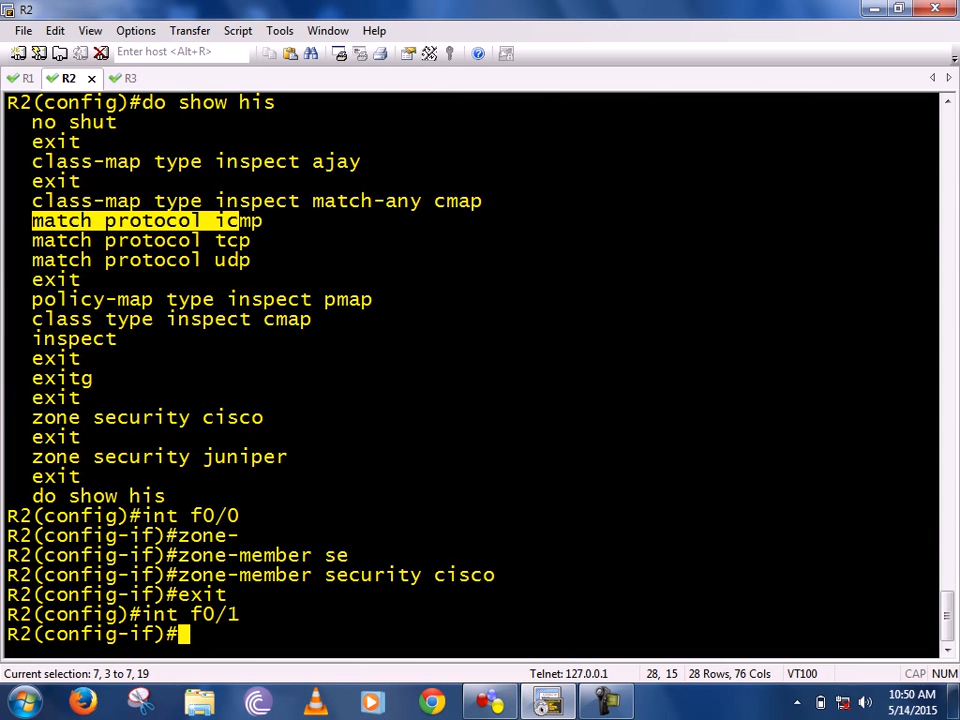 R2
File Edit View Options Transfer Script Tools Window Help
Enter host <Alt+R>
R1 R2 x R3
R2(config)#do show his
no shut
exit
class-map type inspect ajay
exit
class-map type inspect match-any cmap
match protocol icmp
match protocol tcp
match protocol udp
exit
policy-map type inspect pmap
class type inspect cmap
inspect
exit
exitg
exit
zone security cisco
exit
zone security juniper
exit
do show his
R2(config)#int f0/0
R2(config-if)#zone-
R2(config-if)#zone-member se
R2(config-if)#zone-member security cisco
R2(config-if)#exit
R2(config)#int f0/1
R2(config-if)#
Current selection: 7, 3 to 7, 19 Telnet: 127.0.0.1 28, 15 28 Rows, 76 Cols VT100 CAP NUM
10:50 AM
5/14/2015